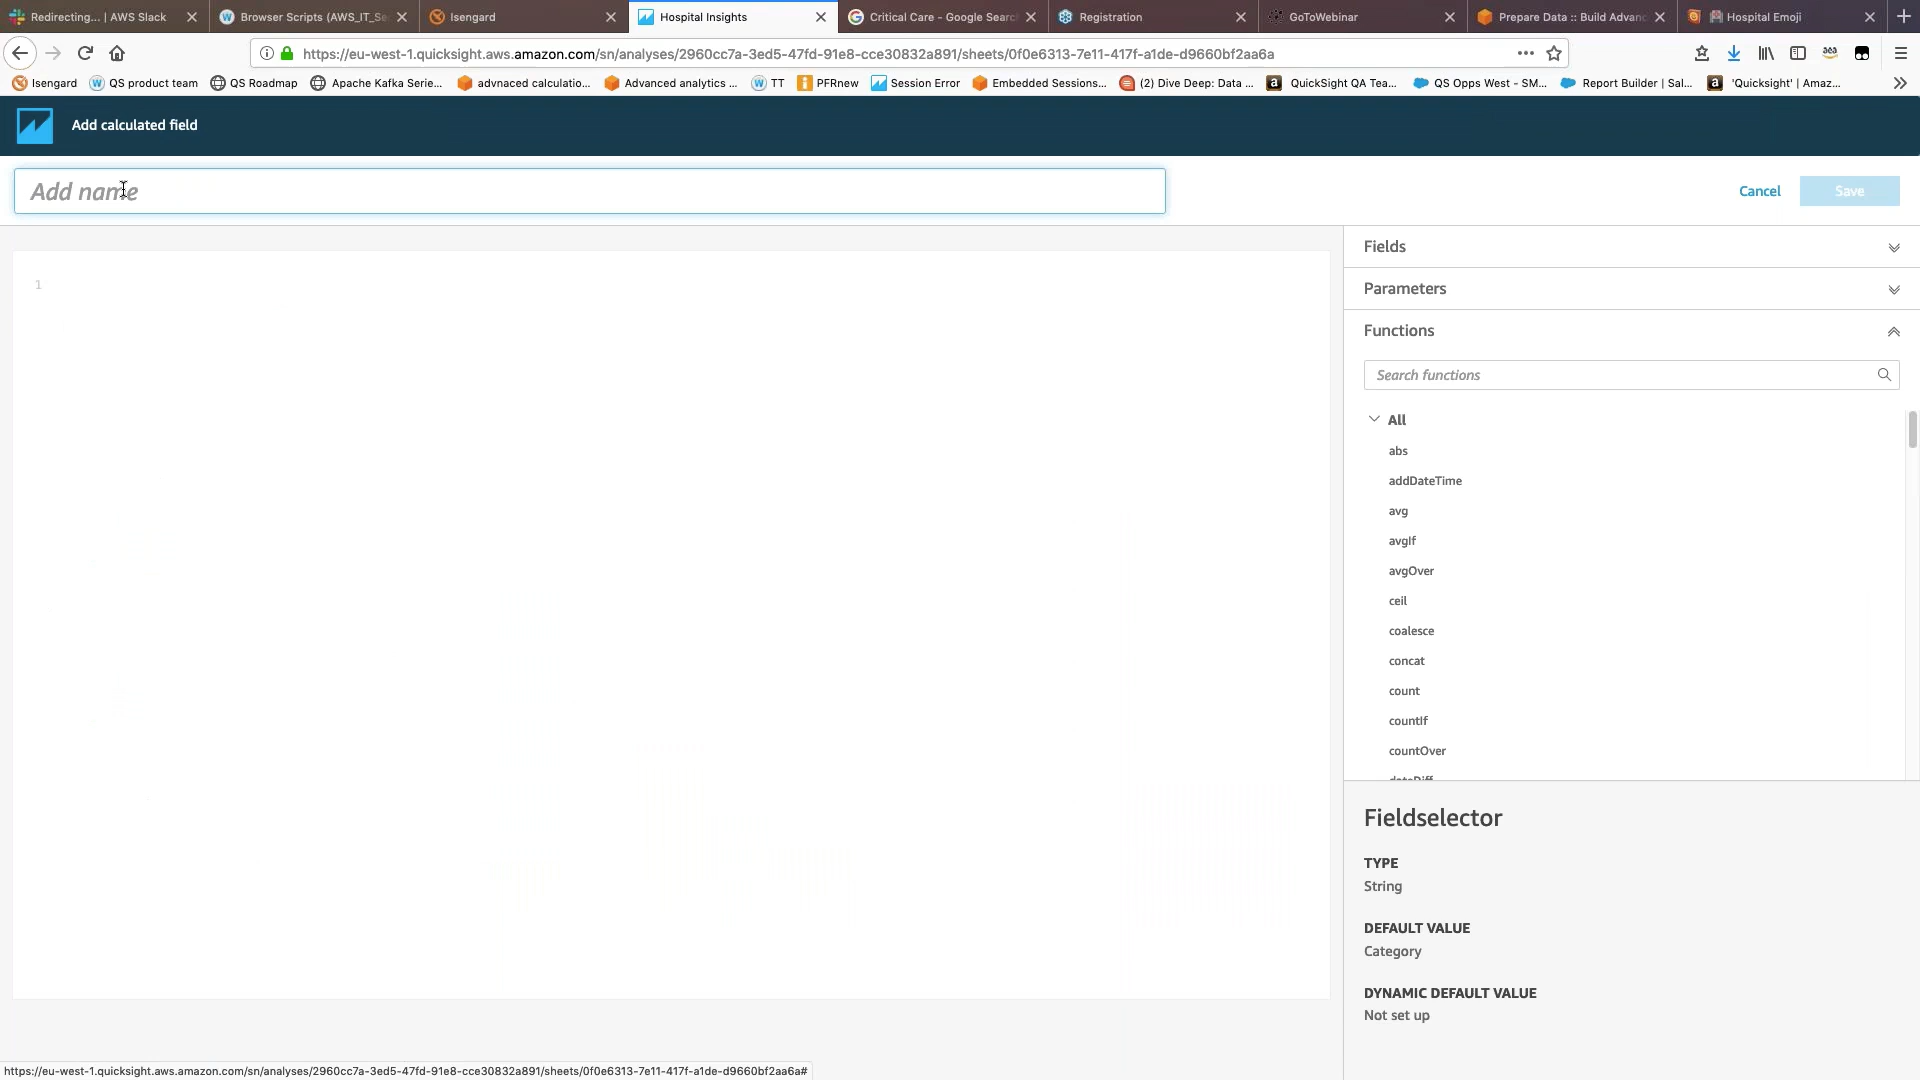 Redirecting... | AWS Slack
Browser Scripts (AWS_IT_Se
Isengard
Hospital Insights
Critical Care - Google Search
Registration
GoToWebinar
Prepare Data :: Build Advanc
Hospital Emoji
https://eu-west-1.quicksight.aws.amazon.com/sn/analyses/2960cc7a-3ed5-47fd-91e8-cce30832a891/sheets/0f0e6313-7e11-417f-a1de-d9660bf2aa6a
Isengard
QS product team
QS Roadmap
Apache Kafka Serie...
advnaced calculatio...
Advanced analytics ...
TT
PFRnew
Session Error
Embedded Sessions...
(2) Dive Deep: Data ...
QuickSight QA Tea...
QS Opps West - SM...
Report Builder | Sal...
'Quicksight' | Amaz...
Add calculated field
Add name
Cancel
Save
1
Fields
Parameters
Functions
Search functions
All
abs
addDateTime
avg
avgIf
avgOver
ceil
coalesce
concat
count
countIf
countOver
dateDiff
Fieldselector
TYPE
String
DEFAULT VALUE
Category
DYNAMIC DEFAULT VALUE
Not set up
https://eu-west-1.quicksight.aws.amazon.com/sn/analyses/2960cc7a-3ed5-47fd-91e8-cce30832a891/sheets/0f0e6313-7e11-417f-a1de-d9660bf2aa6a#